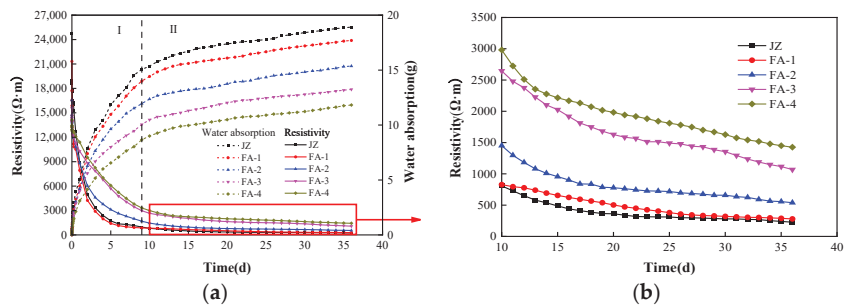 (a)
27,000
24,000
21,000
18,000
15,000
12,000
9000
6000
3000
0
Resistivity(Ω·m)
I II
20
15
10
5
0
Water absorption(g)
Water absorption Resistivity
JZ JZ
FA-1 FA-1
FA-2 FA-2
FA-3 FA-3
FA-4 FA-4
0 5 10 20 30 40
Time(d)
(a)
(b)
3500
3000
2500
2000
1500
1000
500
0
Resistivity(Ω·m)
JZ
FA-1
FA-2
FA-3
FA-4
10 15 20 25 30 35 40
Time(d)
(b)